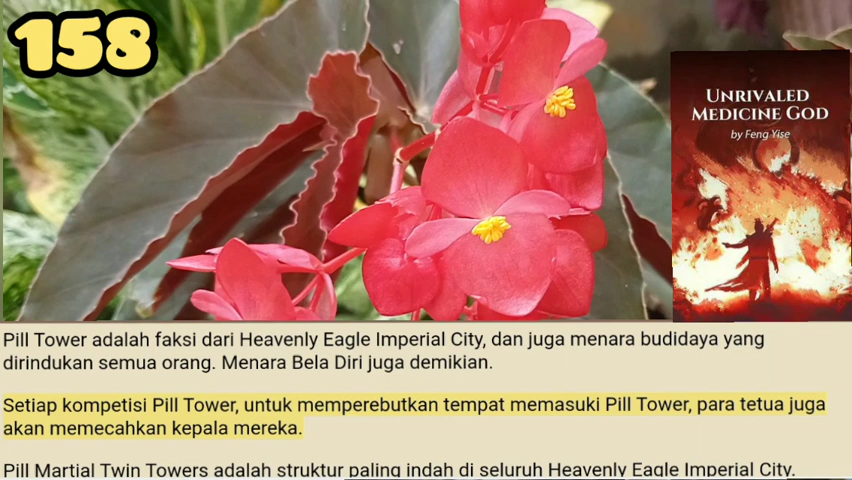 158
UNRIVALED
MEDICINE GOD
by Feng Yise
Pill Tower adalah faksi dari Heavenly Eagle Imperial City, dan juga menara budidaya yang
dirindukan semua orang. Menara Bela Diri juga demikian.
Setiap kompetisi Pill Tower, untuk memperebutkan tempat memasuki Pill Tower, para tetua juga
akan memecahkan kepala mereka.
Pill Martial Twin Towers adalah struktur paling indah di seluruh Heavenly Eagle Imperial City.